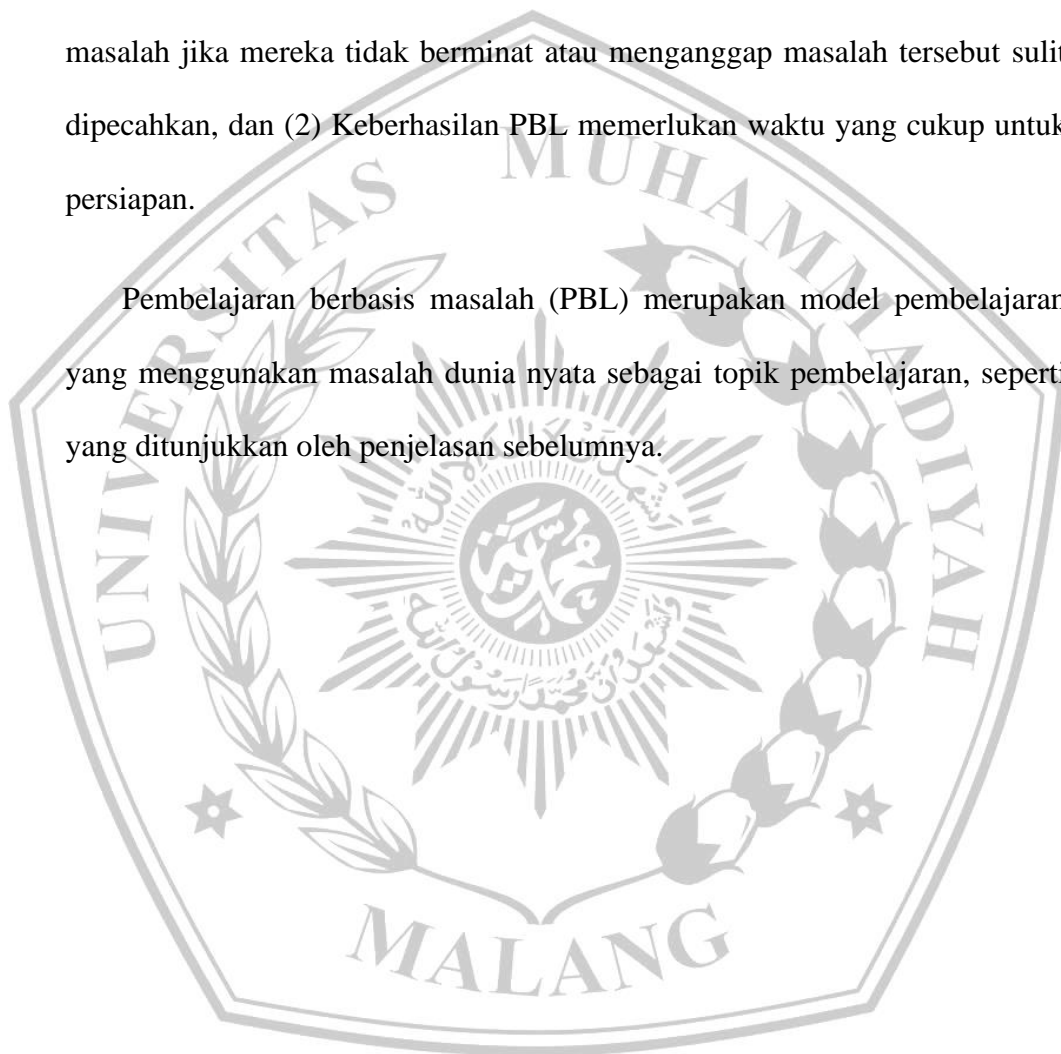 masalah jika mereka tidak berminat atau menganggap masalah tersebut sulit
dipecahkan, dan (2) Keberhasilan PBL memerlukan waktu yang cukup untuk
persiapan.
Pembelajaran berbasis masalah (PBL) merupakan model pembelajaran
yang menggunakan masalah dunia nyata sebagai topik pembelajaran, seperti
yang ditunjukkan oleh penjelasan sebelumnya.
UNIVERSITAS MUHAMMADIYAH
MALANG